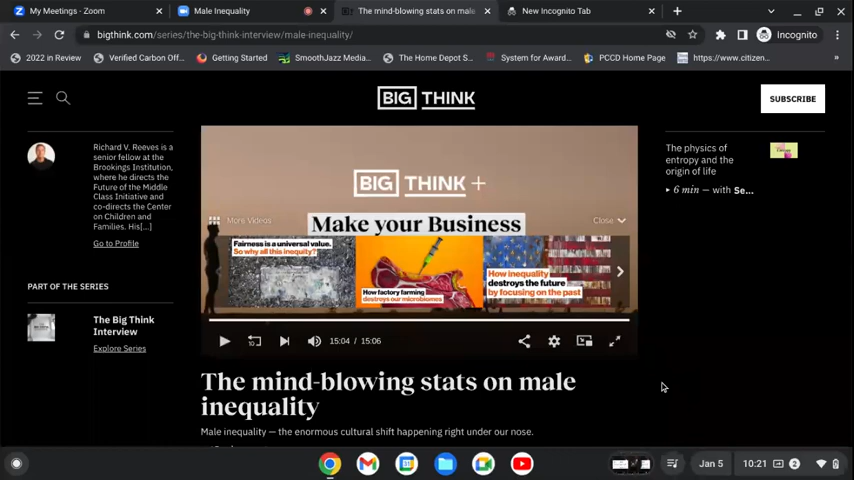 My Meetings - Zoom
Male Inequality
The mind-blowing stats on male
New Incognito Tab
bigthink.com/series/the-big-think-interview/male-inequality/
Incognito
2022 in Review
Verified Carbon Off...
Getting Started
SmoothJazz Media...
The Home Depot S...
System for Award...
PCCD Home Page
https://www.citizen...
BIG THINK
SUBSCRIBE
Richard V. Reeves is a
senior fellow at the
Brookings Institution,
where he directs the
Future of the Middle
Class Initiative and
co-directs the Center
on Children and
Families. His[...]
Go to Profile
PART OF THE SERIES
The Big Think
Interview
Explore Series
BIG THINK +
More Videos
Make your Business
Close
Fairness is a universal value.
So why all this inequity?
How factory farming
destroys our microbiomes
How inequality
destroys the future
by focusing on the past
10
15:04 / 15:06
The physics of
entropy and the
origin of life
6 min — with Se...
The mind-blowing stats on male
inequality
Male inequality — the enormous cultural shift happening right under our nose.
Jan 5
10:21
2